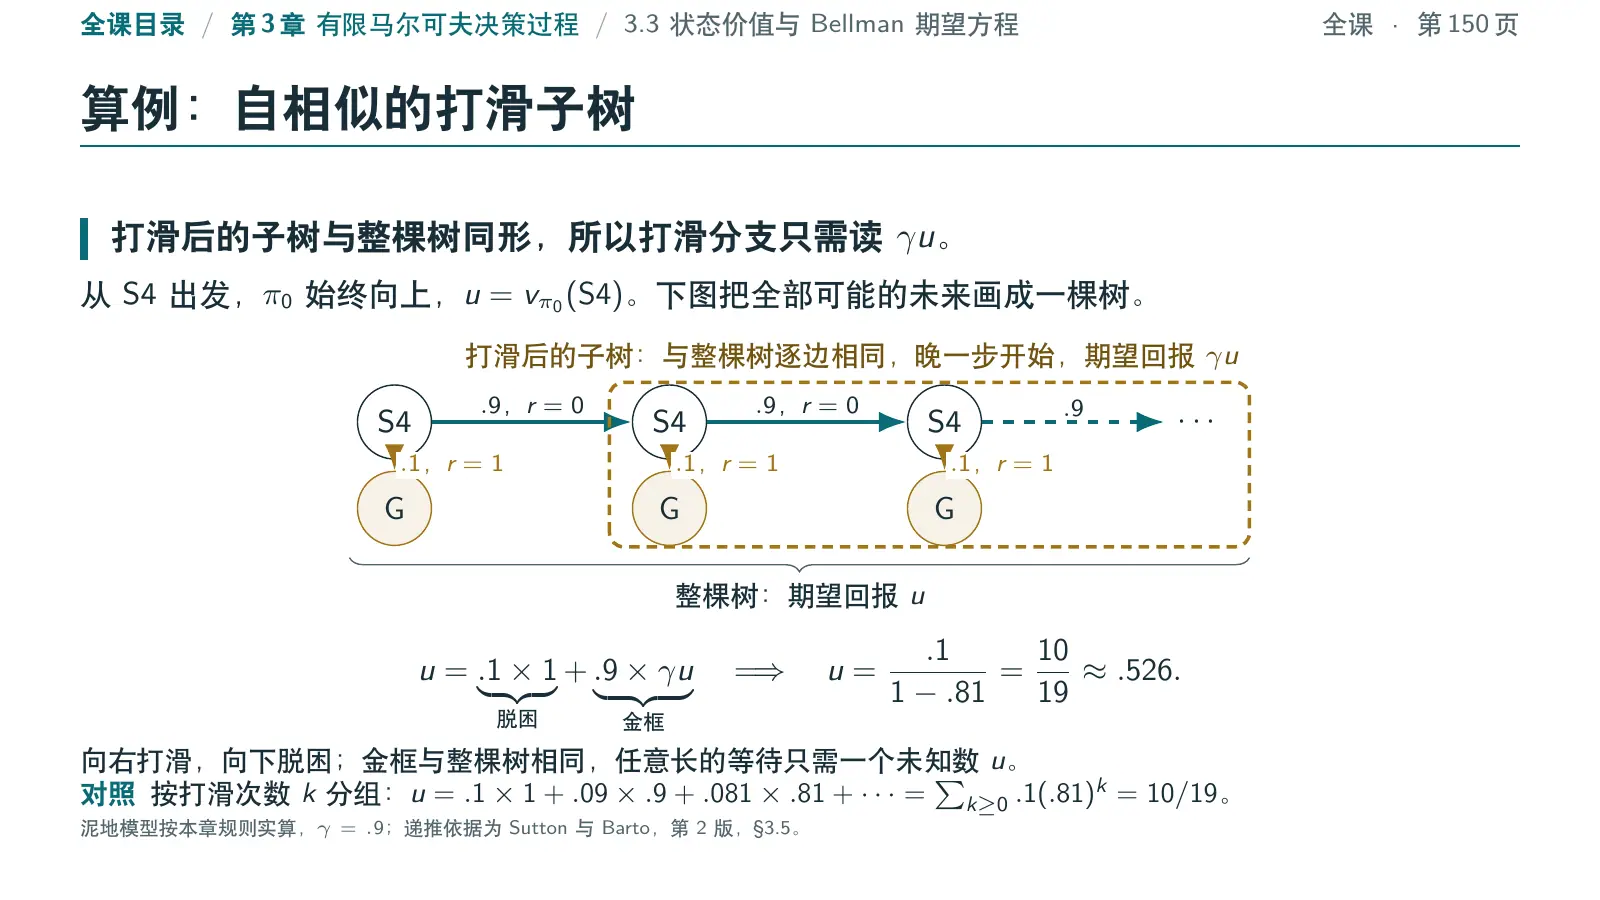 全课目录 / 第 3 章 有限马尔可夫决策过程 / 3.3 状态价值与 Bellman 期望方程 全课 · 第 150 页
算例：自相似的打滑子树
打滑后的子树与整棵树同形，所以打滑分支只需读 γu。
从 S4 出发，π₀ 始终向上，u = v_{π₀}(S4)。下图把全部可能的未来画成一棵树。
打滑后的子树：与整棵树逐边相同，晚一步开始，期望回报 γu
S4 .9, r = 0 S4 .9, r = 0 S4 .9 ···
.1, r = 1 .1, r = 1 .1, r = 1
G G G
整棵树：期望回报 u
u = .1 × 1 + .9 × γu ⟹ u = .1 / (1 − .81) = 10/19 ≈ .526.
脱困 金框
向右打滑，向下脱困；金框与整棵树相同，任意长的等待只需一个未知数 u。
对照 按打滑次数 k 分组：u = .1 × 1 + .09 × .9 + .081 × .81 + ··· = ∑_{k≥0} .1(.81)^k = 10/19。
泥地模型按本章规则实算，γ = .9；递推依据为 Sutton 与 Barto，第 2 版，§3.5。